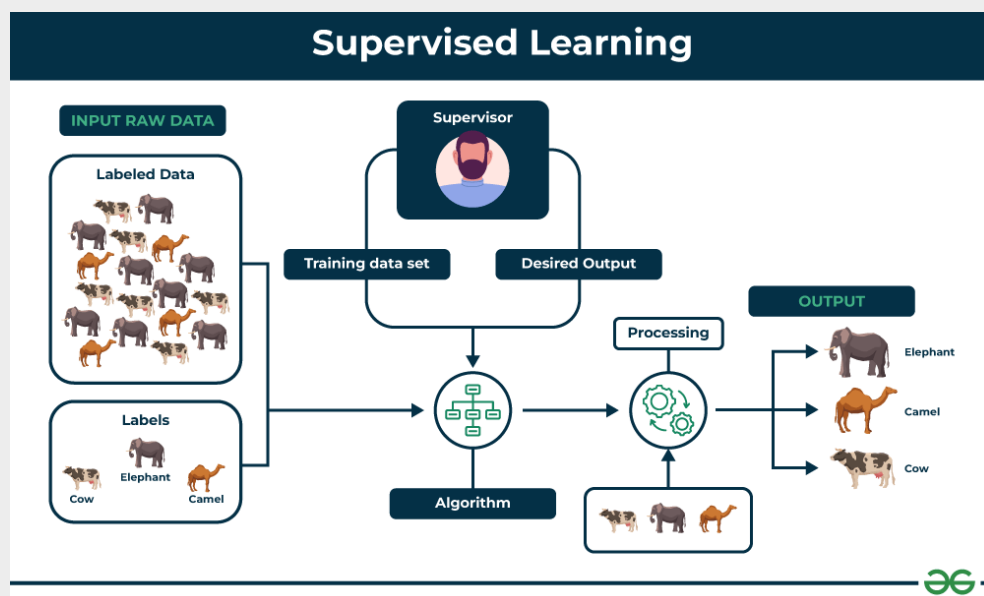 Supervised Learning
INPUT RAW DATA
Labeled Data
Labels
Cow
Elephant
Camel
Supervisor
Training data set
Desired Output
Algorithm
Processing
OUTPUT
Elephant
Camel
Cow